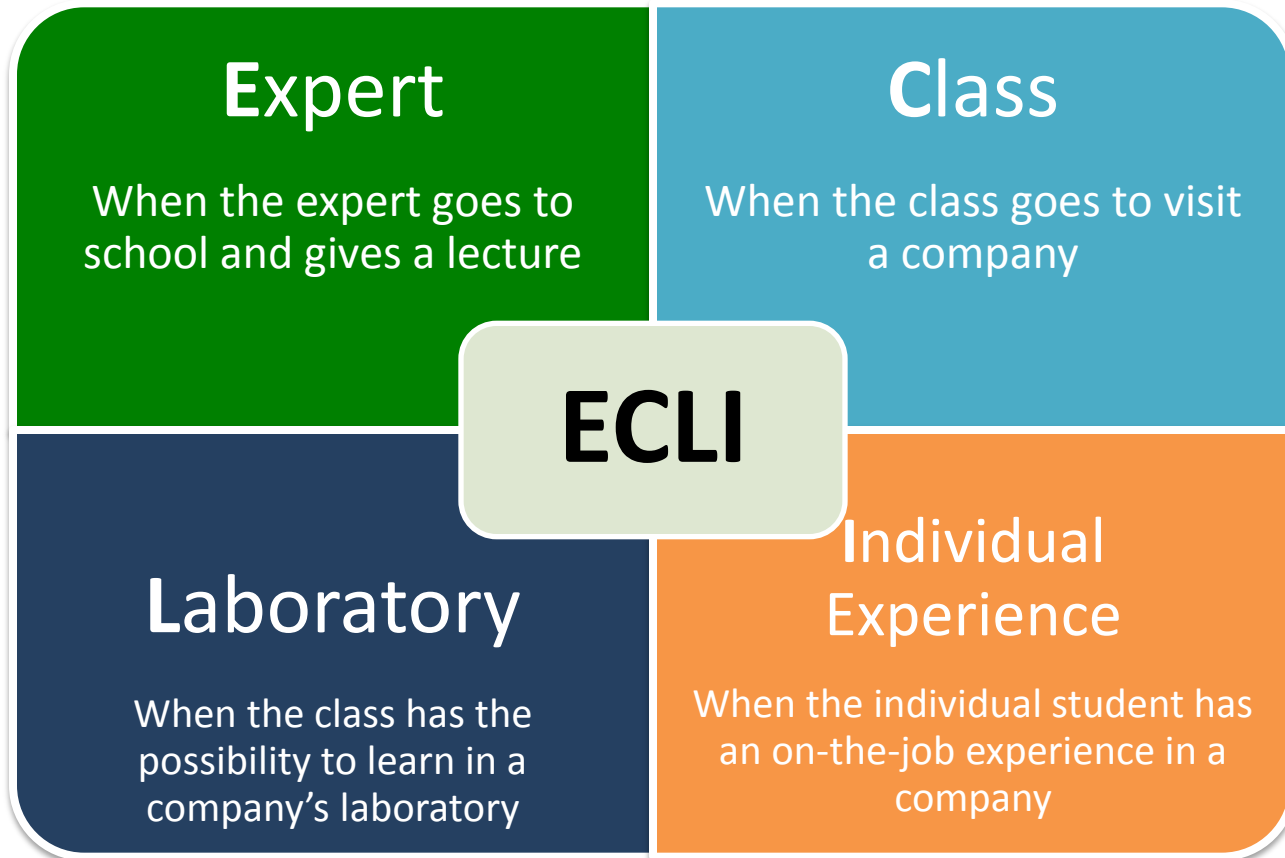 Expert
When the expert goes to
school and gives a lecture
Class
When the class goes to visit
a company
ECLI
Laboratory
When the class has the
possibility to learn in a
company’s laboratory
Individual
Experience
When the individual student has
an on-the-job experience in a
company